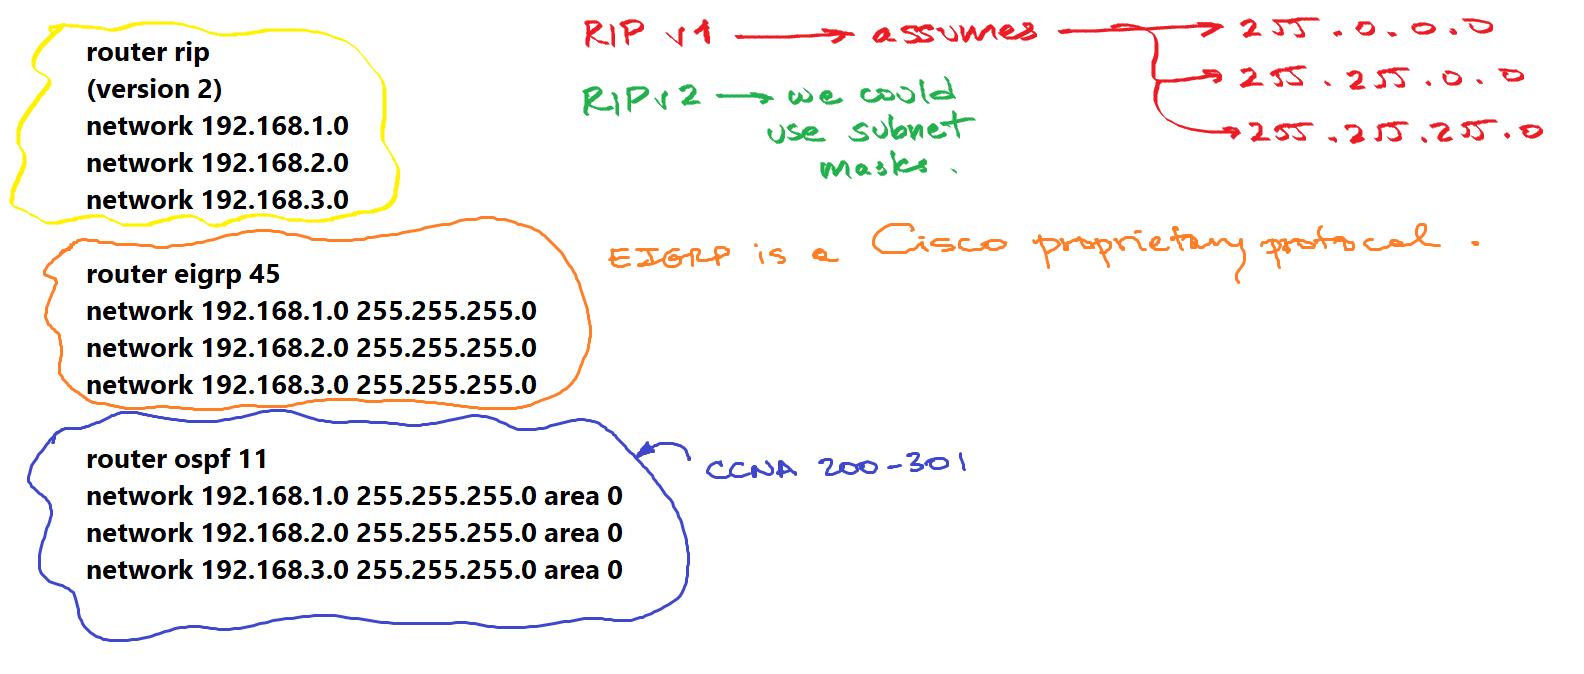 router rip
(version 2)
network 192.168.1.0
network 192.168.2.0
network 192.168.3.0
router eigrp 45
network 192.168.1.0 255.255.255.0
network 192.168.2.0 255.255.255.0
network 192.168.3.0 255.255.255.0
router ospf 11
network 192.168.1.0 255.255.255.0 area 0
network 192.168.2.0 255.255.255.0 area 0
network 192.168.3.0 255.255.255.0 area 0
RIP v1 assumes 255.0.0.0
255.255.0.0
255.255.255.0
RIPv2 we could
use subnet
masks.
EIGRP is a Cisco proprietary protocal.
CCNA 200-301